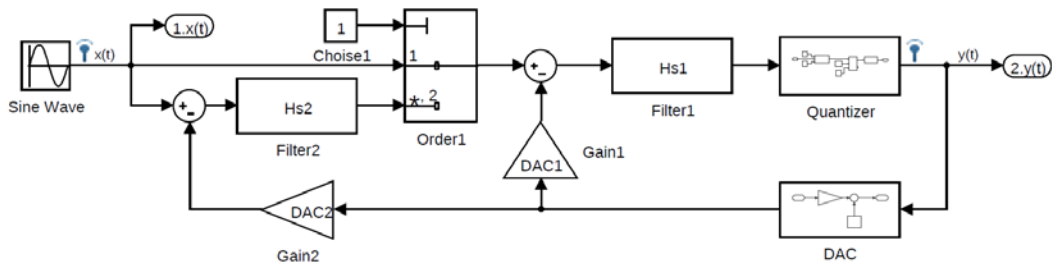 1.x(t)
1
Choise1
x(t)
Sine Wave
1
*, 2
Order1
+
-
Hs2
Filter2
+
-
Hs1
Filter1
Quantizer
y(t)
2.y(t)
DAC1
Gain1
DAC2
Gain2
DAC